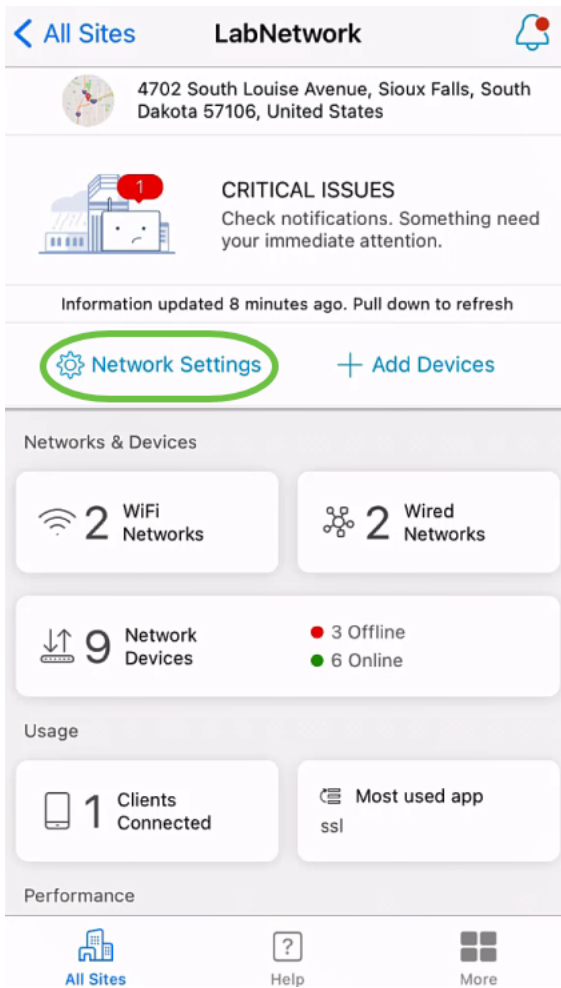 All Sites
LabNetwork
4702 South Louise Avenue, Sioux Falls, South
Dakota 57106, United States
1
CRITICAL ISSUES
Check notifications. Something need
your immediate attention.
Information updated 8 minutes ago. Pull down to refresh
Network Settings
Add Devices
Networks & Devices
2 WiFi
Networks
2 Wired
Networks
9 Network
Devices
3 Offline
6 Online
Usage
1 Clients
Connected
Most used app
ssl
Performance
All Sites
?
Help
More